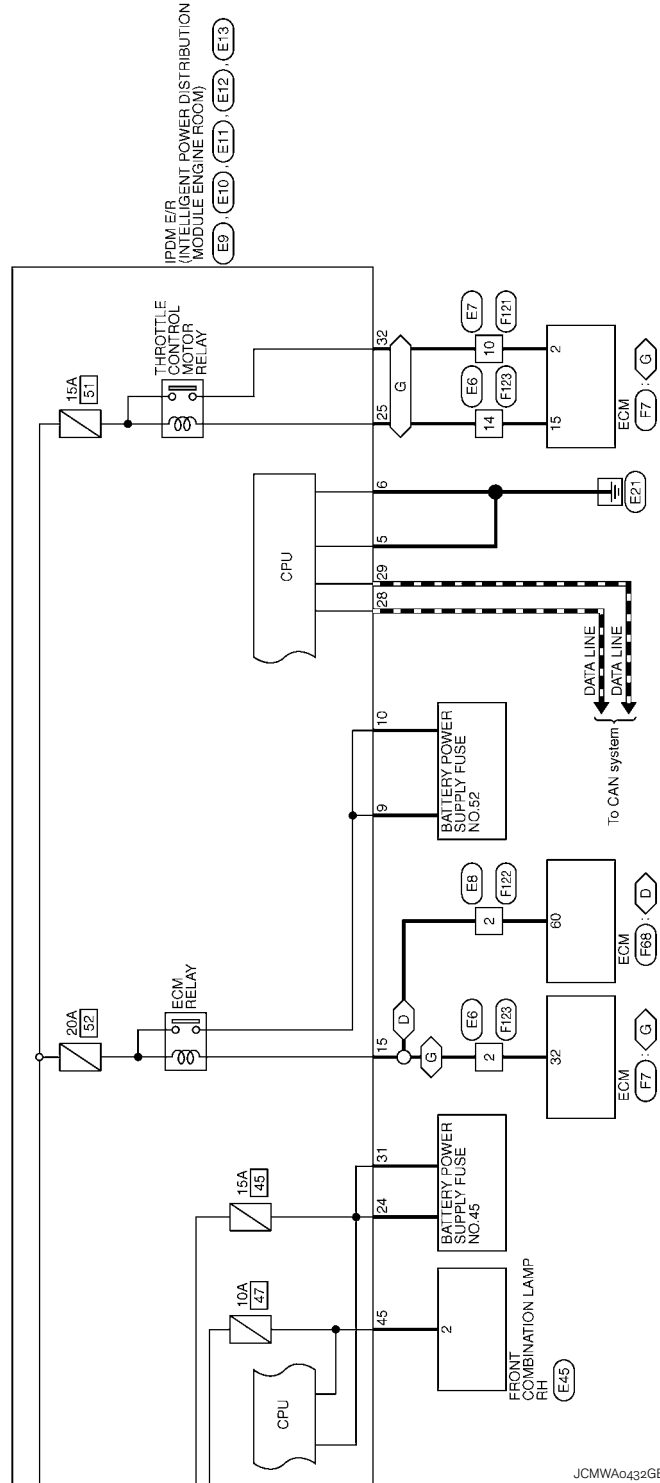 IPDM E/R
(INTELLIGENT POWER DISTRIBUTION
MODULE ENGINE ROOM)
E9 , E10 , E11 , E12 , E13
10A
47
15A
45
20A
52
15A
51
ECM
RELAY
THROTTLE
CONTROL
MOTOR
RELAY
CPU
CPU
45
24
31
15
9
10
28
29
5
6
25
32
G
2
FRONT
COMBINATION LAMP
RH
E45
BATTERY POWER
SUPPLY FUSE
NO.45
G
D
2
E6
F123
32
ECM
F7 : G
2
E8
F122
60
ECM
F68 : D
BATTERY POWER
SUPPLY FUSE
NO.52
DATA LINE
DATA LINE
To CAN system
E21
14
E6
F123
10
E7
F121
15
2
ECM
F7 : G
JCMWA0432GE